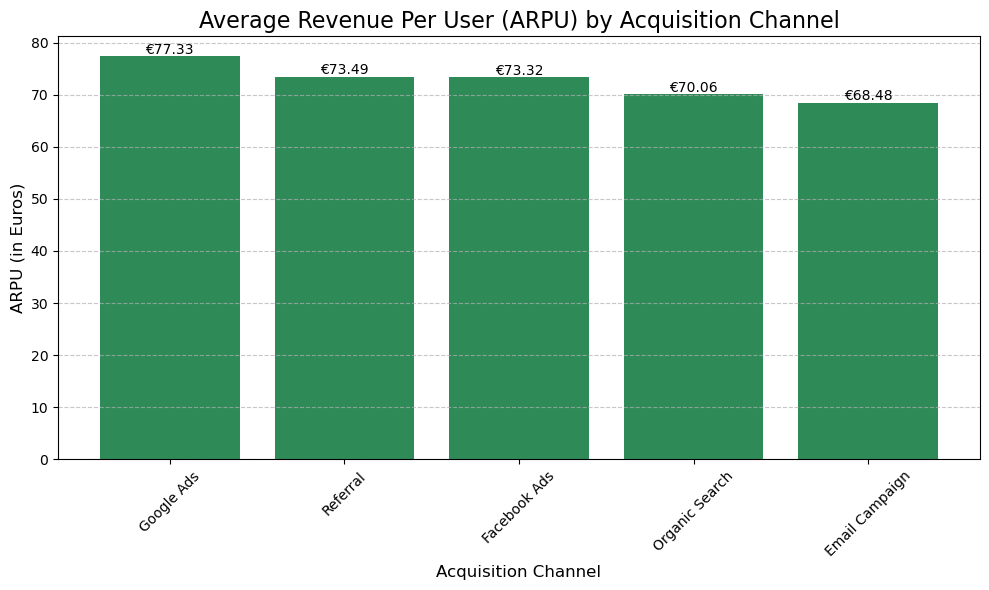 Average Revenue Per User (ARPU) by Acquisition Channel
ARPU (in Euros)
80
70
60
50
40
30
20
10
0
€77.33
€73.49
€73.32
€70.06
€68.48
Google Ads
Referral
Facebook Ads
Organic Search
Email Campaign
Acquisition Channel